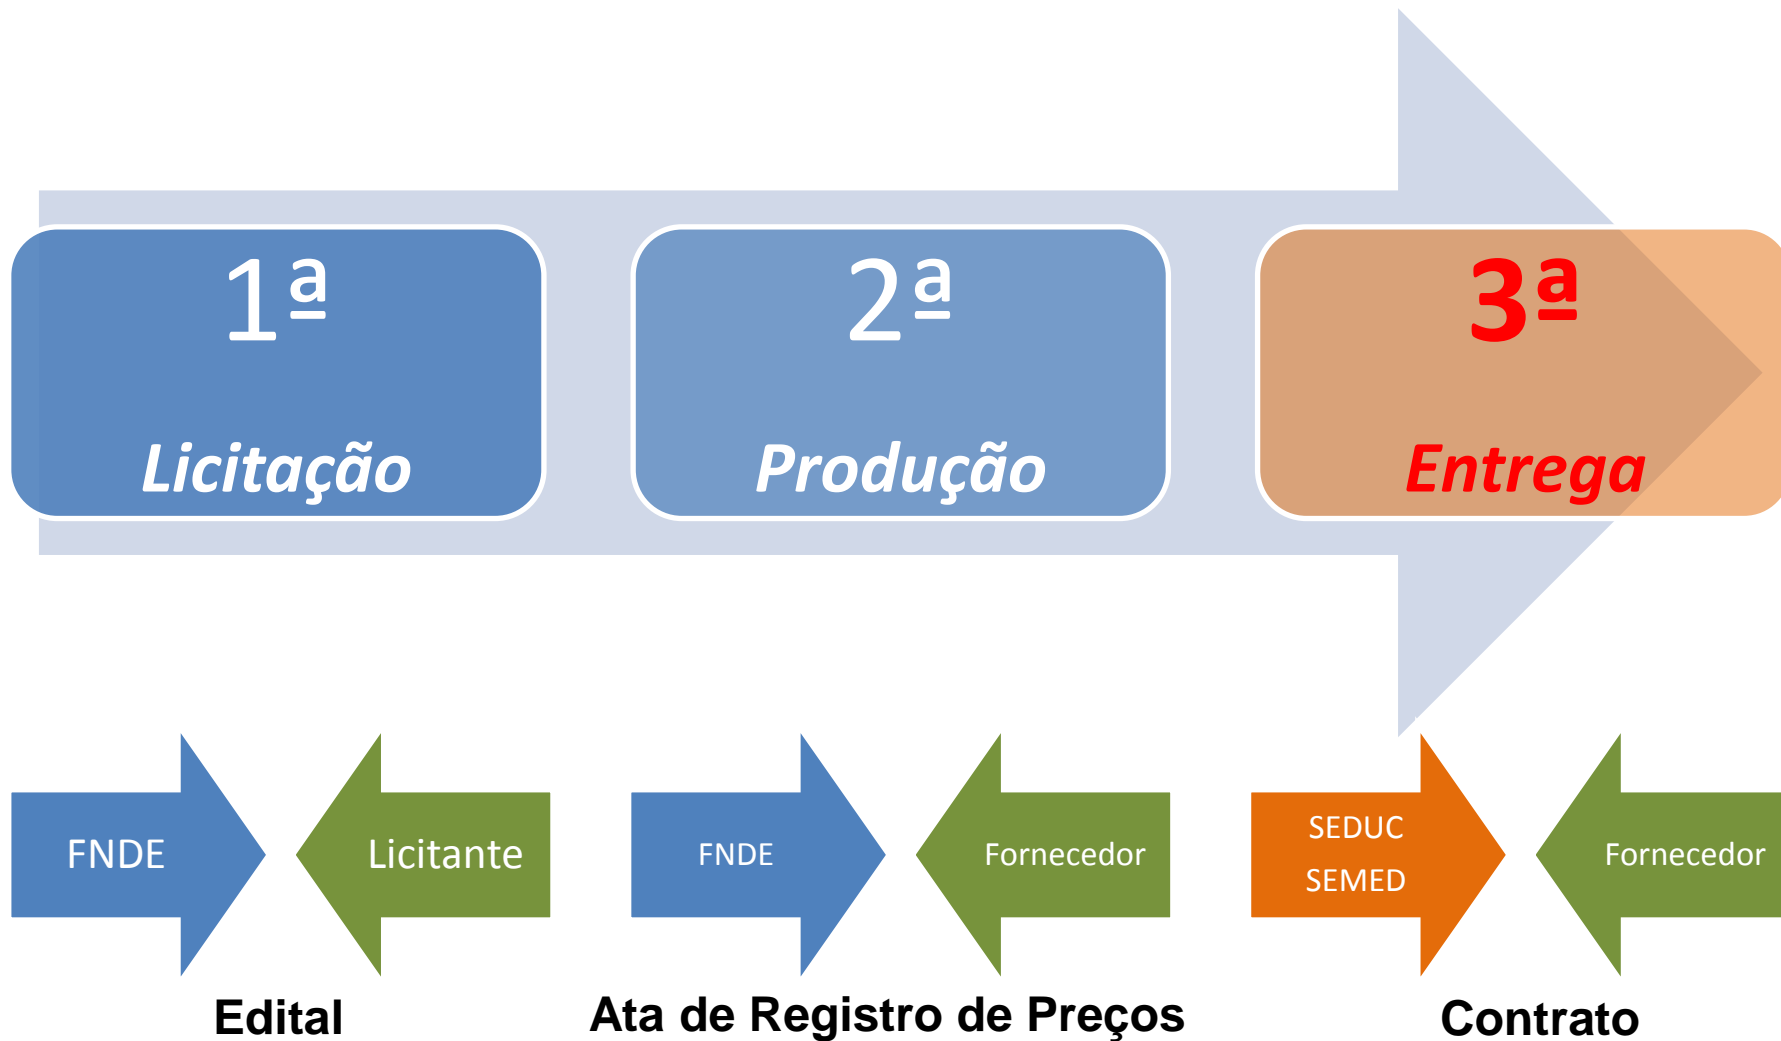 1ª
Licitação
2ª
Produção
3ª
Entrega
FNDE
Licitante
FNDE
Fornecedor
SEDUC
SEMED
Fornecedor
Edital
Ata de Registro de Preços
Contrato